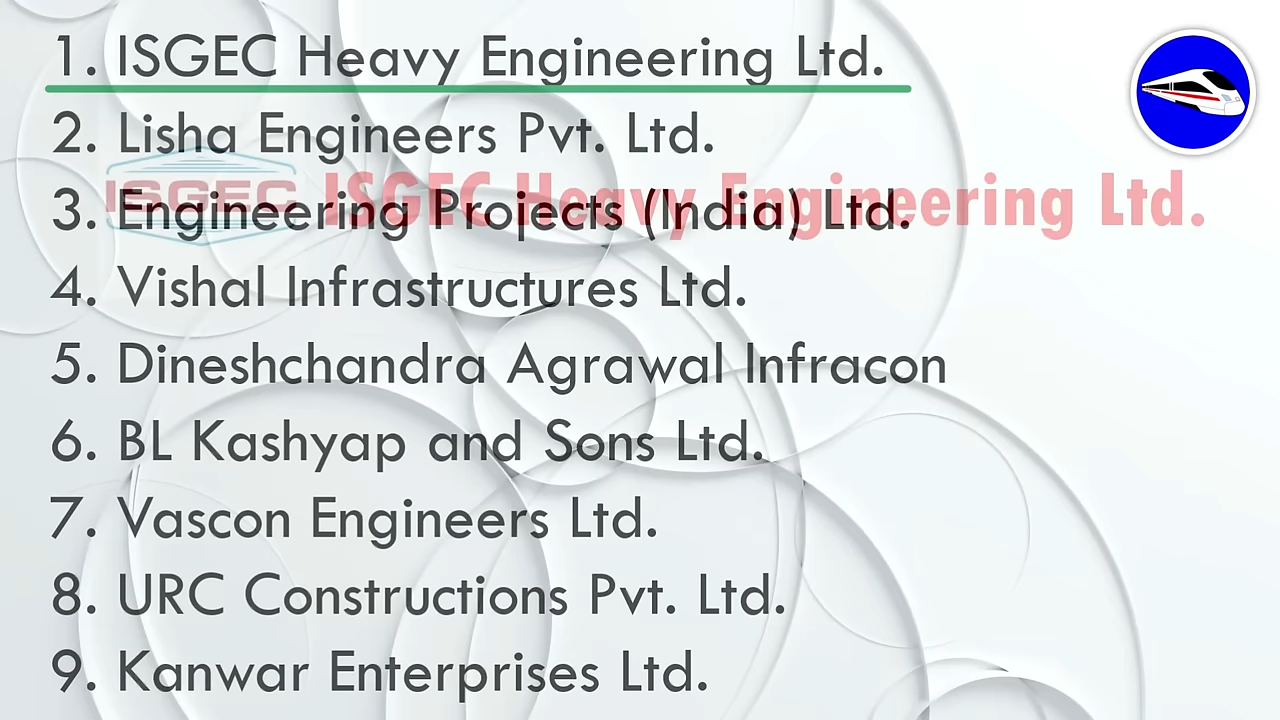 1. ISGEC Heavy Engineering Ltd.
2. Lisha Engineers Pvt. Ltd.
ISGEC ISGEC Heavy Engineering Ltd.
3. Engineering Projects (India) Ltd.
4. Vishal Infrastructures Ltd.
5. Dineshchandra Agrawal Infracon
6. BL Kashyap and Sons Ltd.
7. Vascon Engineers Ltd.
8. URC Constructions Pvt. Ltd.
9. Kanwar Enterprises Ltd.